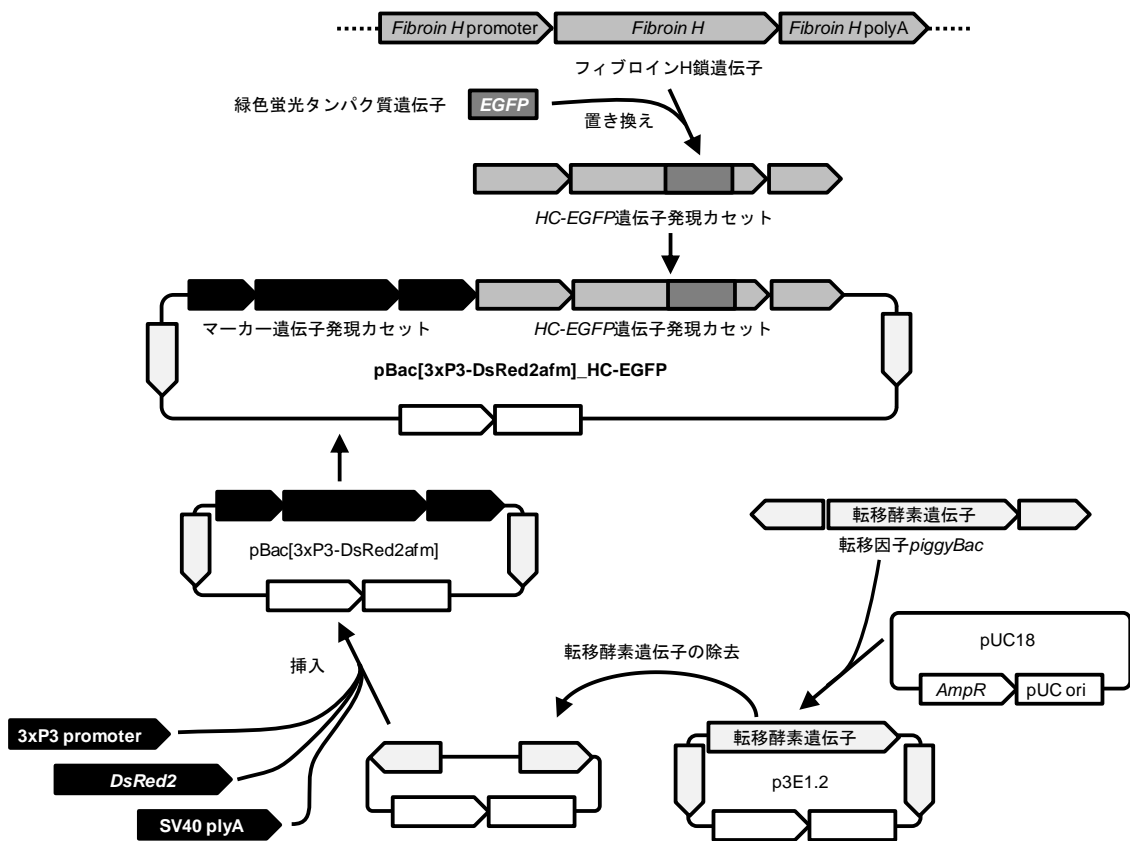 Fibroin H promoter
Fibroin H
Fibroin H polyA
フィブロインH鎖遺伝子
緑色蛍光タンパク質遺伝子
EGFP
置き換え
HC-EGFP遺伝子発現カセット
マーカー遺伝子発現カセット
HC-EGFP遺伝子発現カセット
pBac[3xP3-DsRed2afm]_HC-EGFP
pBac[3xP3-DsRed2afm]
転移酵素遺伝子
転移因子piggyBac
pUC18
AmpR
pUC ori
転移酵素遺伝子の除去
挿入
3xP3 promoter
DsRed2
SV40 plyA
転移酵素遺伝子
p3E1.2